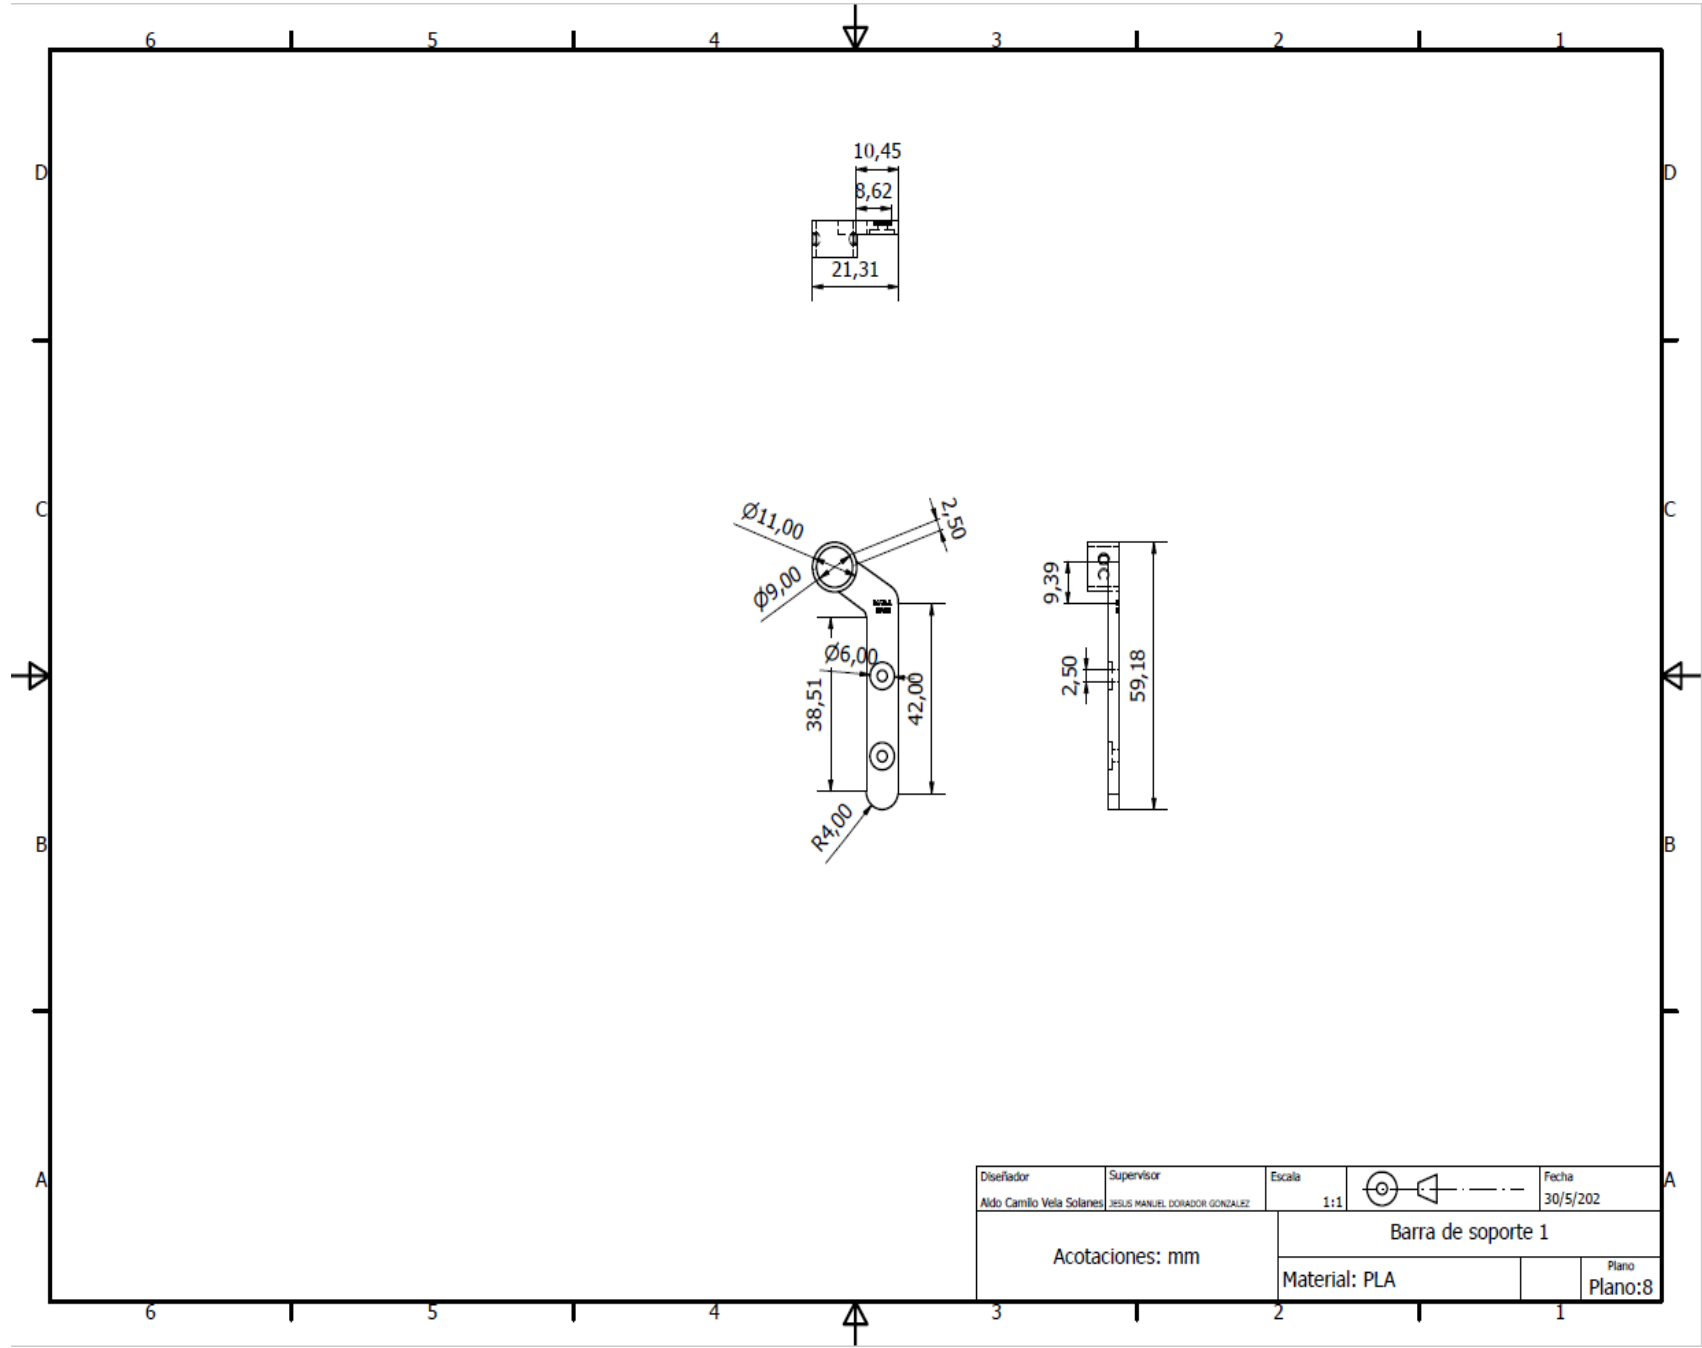 6 5 4 3 2 1
D D
10,45
8,62
21,31
C C
Ø11,00
2,50
Ø9,00
9,39
Ø6,00
38,51
42,00
2,50
59,18
R4,00
B B
A A
Diseñador Supervisor Escala Fecha
Aldo Camilo Vela Solanes JESUS MANUEL DORADOR GONZALEZ 1:1 30/5/202
Barra de soporte 1
Acotaciones: mm
Material: PLA
Plano
Plano:8
6 5 4 3 2 1